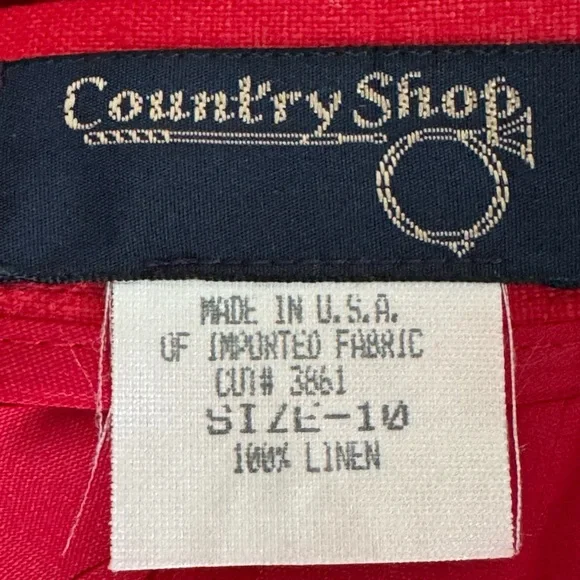 Country Shop
MADE IN U.S.A.
OF IMPORTED FABRIC
CUT# 3861
SIZE-10
100% LINEN